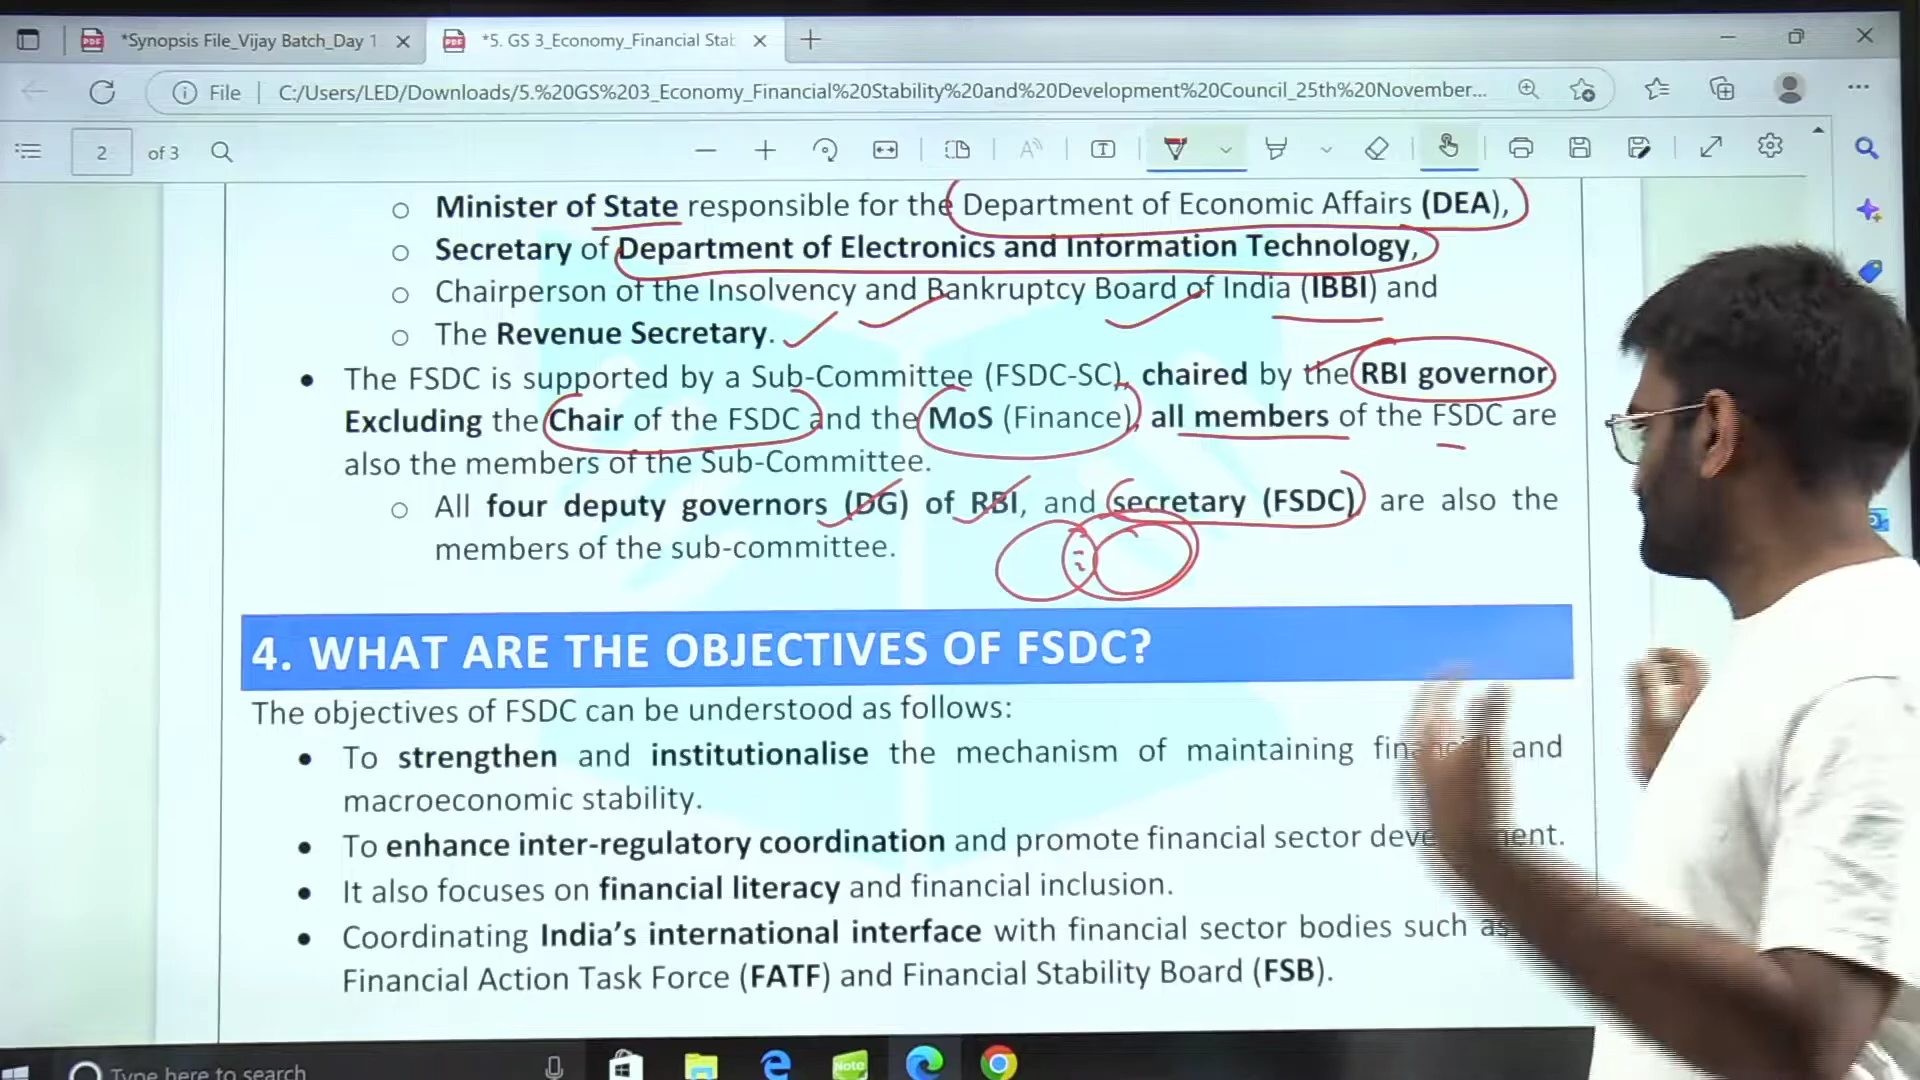 *Synopsis File_Vijay Batch_Day 1
*5. GS 3_Economy_Financial Stab
File
C:/Users/LED/Downloads/5.%20GS%203_Economy_Financial%20Stability%20and%20Development%20Council_25th%20November...
2 of 3
○ Minister of State responsible for the Department of Economic Affairs (DEA),
○ Secretary of Department of Electronics and Information Technology,
○ Chairperson of the Insolvency and Bankruptcy Board of India (IBBI) and
○ The Revenue Secretary.
• The FSDC is supported by a Sub-Committee (FSDC-SC), chaired by the RBI governor.
Excluding the Chair of the FSDC and the MoS (Finance), all members of the FSDC are
also the members of the Sub-Committee.
○ All four deputy governors (DG) of RBI, and secretary (FSDC) are also the
members of the sub-committee.
4. WHAT ARE THE OBJECTIVES OF FSDC?
The objectives of FSDC can be understood as follows:
• To strengthen and institutionalise the mechanism of maintaining financial and
macroeconomic stability.
• To enhance inter-regulatory coordination and promote financial sector development.
• It also focuses on financial literacy and financial inclusion.
• Coordinating India's international interface with financial sector bodies such as
Financial Action Task Force (FATF) and Financial Stability Board (FSB).
Type here to search
Note